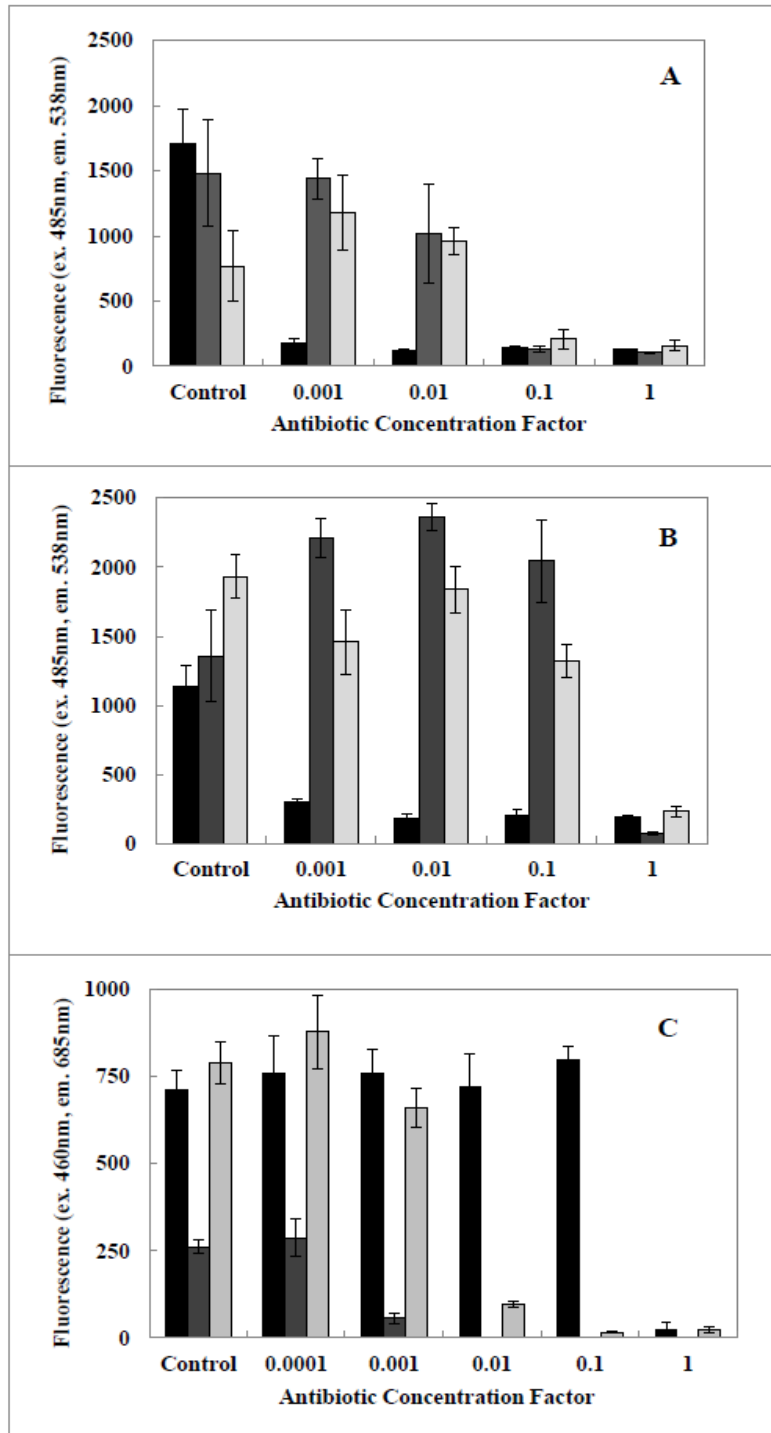 A
Fluorescence (ex. 485nm, em. 538nm)
2500
2000
1500
1000
500
0
Control 0.001 0.01 0.1 1
Antibiotic Concentration Factor
B
Fluorescence (ex. 485nm, em. 538nm)
2500
2000
1500
1000
500
0
Control 0.001 0.01 0.1 1
Antibiotic Concentration Factor
C
Fluorescence (ex. 460nm, em. 685nm)
1000
750
500
250
0
Control 0.0001 0.001 0.01 0.1 1
Antibiotic Concentration Factor